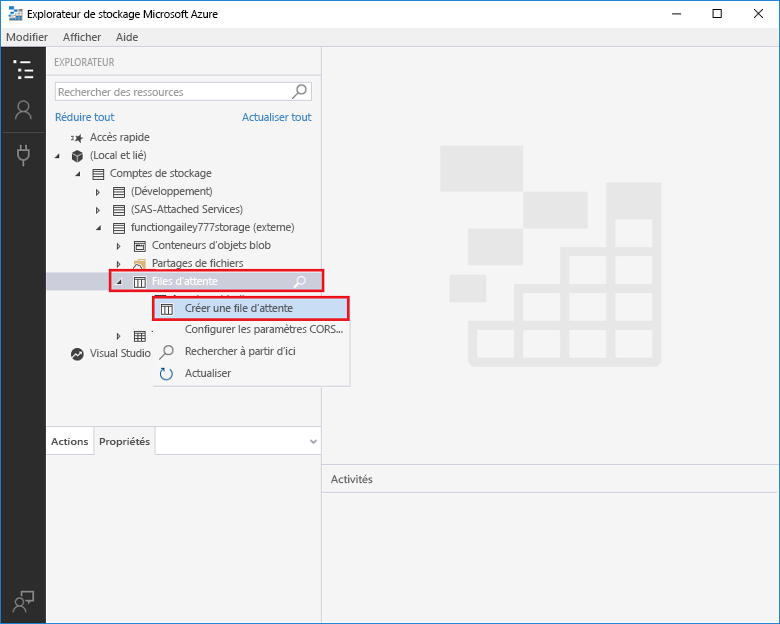 Explorateur de stockage Microsoft Azure
Modifier Afficher Aide
EXPLORATEUR
Rechercher des ressources
Réduire tout Actualiser tout
Accès rapide
(Local et lié)
Comptes de stockage
(Développement)
(SAS-Attached Services)
functiongailey777storage (externe)
Conteneurs d'objets blob
Partages de fichiers
Files d'attente
Créer une file d'attente
Configurer les paramètres CORS...
Visual Studio
Rechercher à partir d'ici
Actualiser
Actions Propriétés
Activités